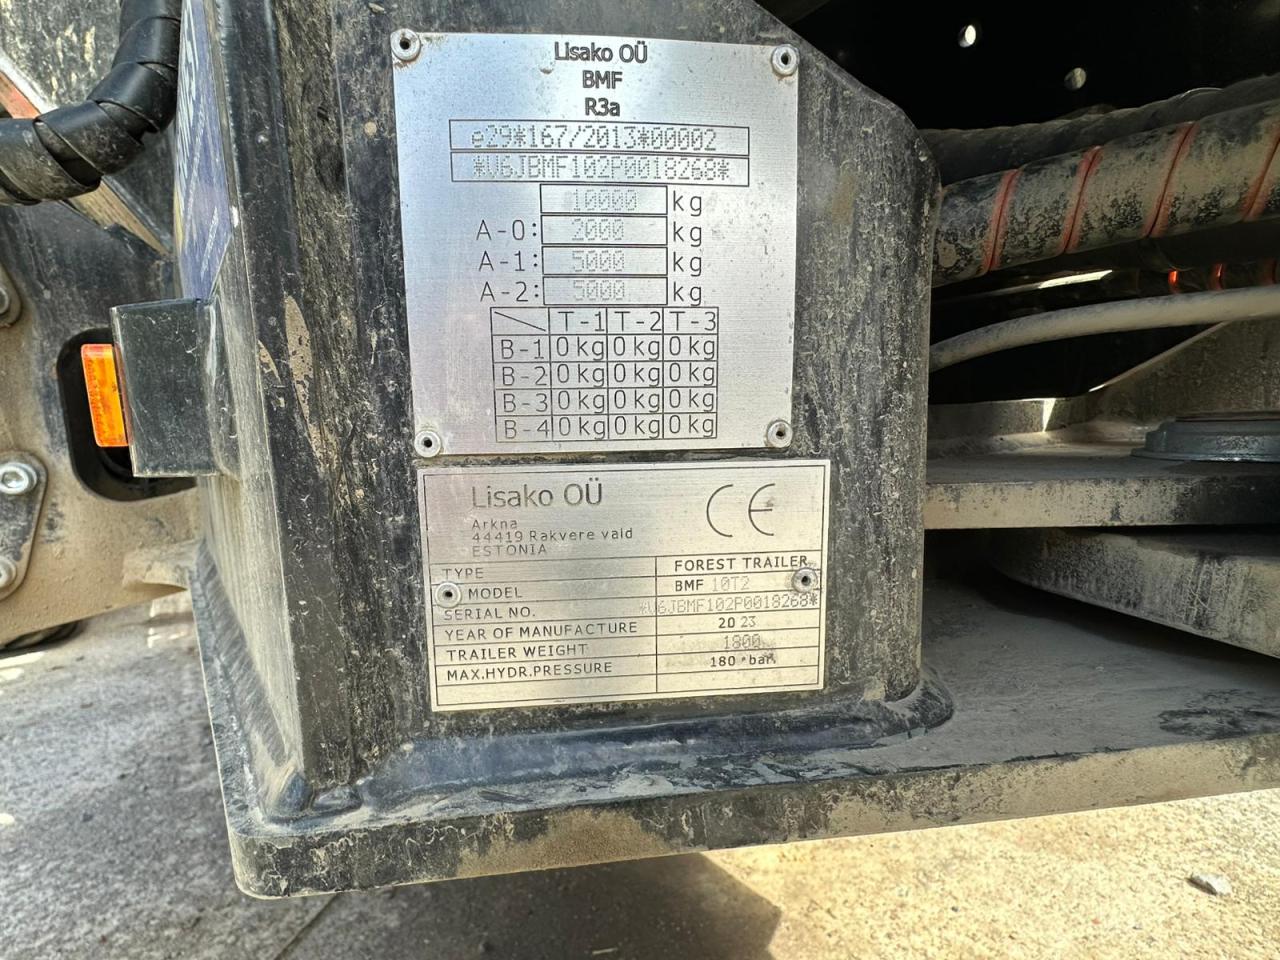 Lisako OÜ
BMF
R3a
e29*167/2013*00002
*V6JBMF102P0018268*
10000 kg
A-0: 2000 kg
A-1: 5000 kg
A-2: 5000 kg
T-1 T-2 T-3
B-1 0 kg 0 kg 0 kg
B-2 0 kg 0 kg 0 kg
B-3 0 kg 0 kg 0 kg
B-4 0 kg 0 kg 0 kg
Lisako OÜ CE
Arkna
44419 Rakvere vald
ESTONIA
TYPE FOREST TRAILER
MODEL BMF 10T2
SERIAL NO. *V6JBMF102P0018268*
YEAR OF MANUFACTURE 2023
TRAILER WEIGHT 1800
MAX.HYDR.PRESSURE 180 bar